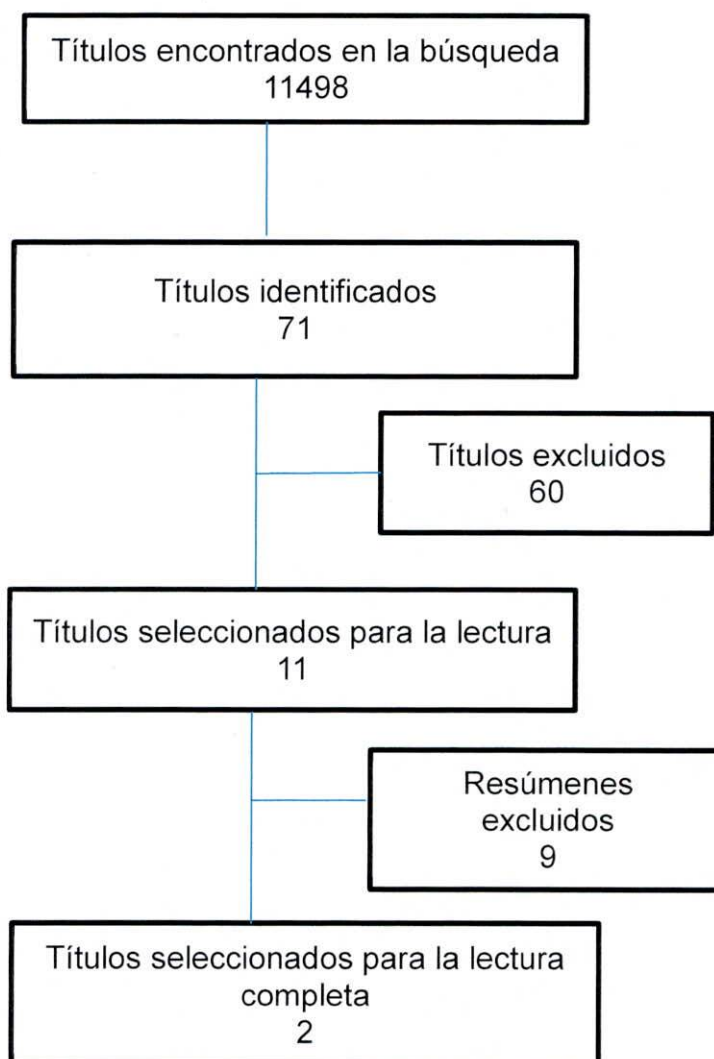 Títulos encontrados en la búsqueda
11498
Títulos identificados
71
Títulos excluidos
60
Títulos seleccionados para la lectura
11
Resúmenes
excluidos
9
Títulos seleccionados para la lectura
completa
2